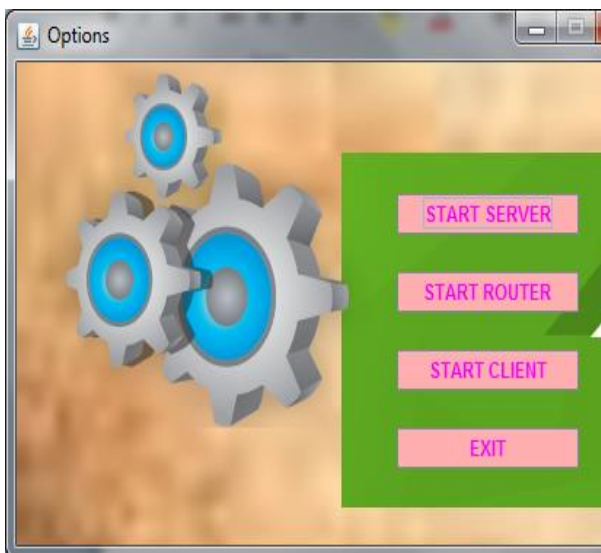 Options
START SERVER
START ROUTER
START CLIENT
EXIT